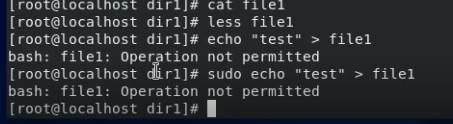 [root@localhost dir1]# cat file1
[root@localhost dir1]# less file1
[root@localhost dir1]# echo "test" > file1
bash: file1: Operation not permitted
[root@localhost dir1]# sudo echo "test" > file1
bash: file1: Operation not permitted
[root@localhost dir1]#